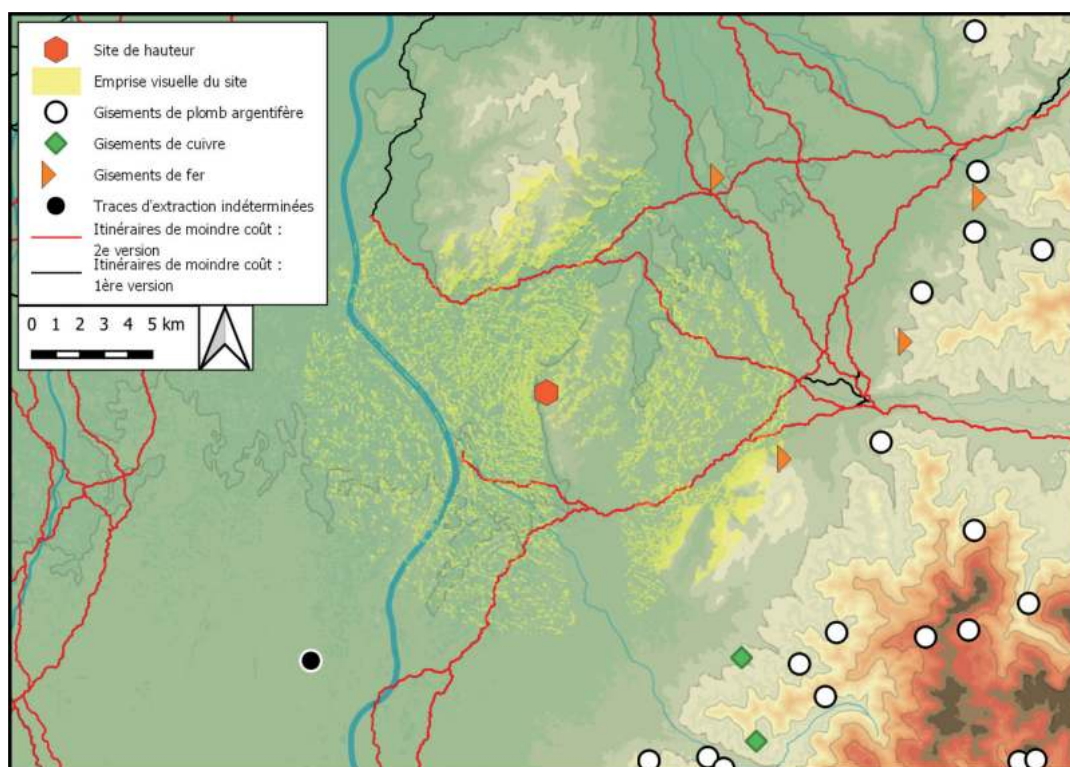 Site de hauteur
Emprise visuelle du site
Gisements de plomb argentifère
Gisements de cuivre
Gisements de fer
Traces d'extraction indéterminées
Itinéraires de moindre coût :
2e version
Itinéraires de moindre coût :
1ère version
0 1 2 3 4 5 km